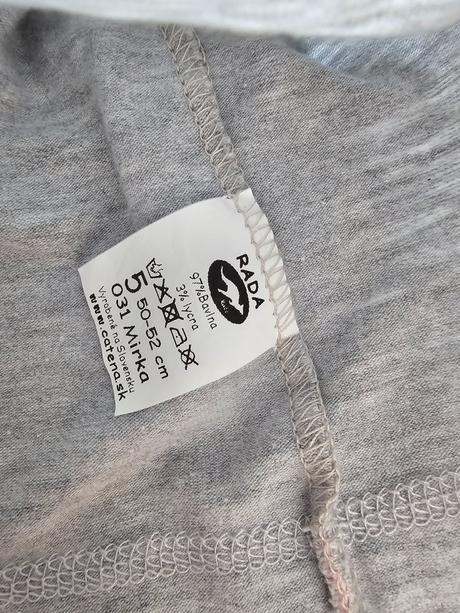 RADA
97%Bavlna
3% lycra
5 50-52 cm
031 Mirka
Vyrobené na Slovensku
www.catena.sk